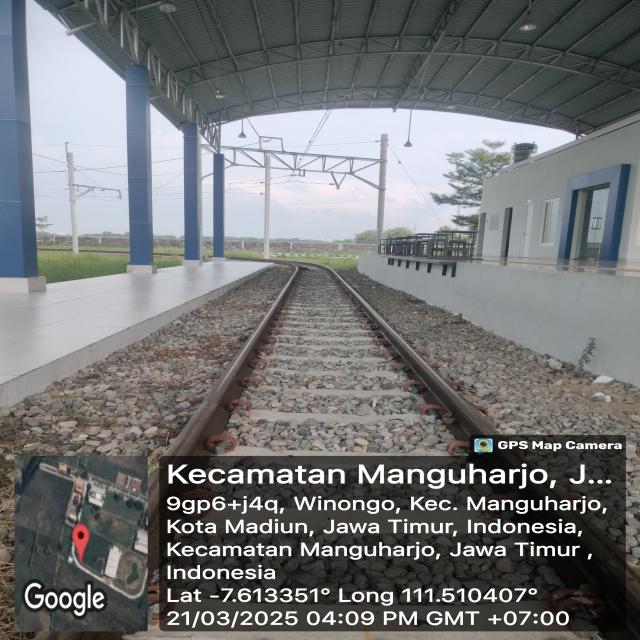 GPS Map Camera
Kecamatan Manguharjo, J...
9gp6+j4q, Winongo, Kec. Manguharjo,
Kota Madiun, Jawa Timur, Indonesia,
Kecamatan Manguharjo, Jawa Timur ,
Indonesia
Lat -7.613351° Long 111.510407°
21/03/2025 04:09 PM GMT +07:00
Google